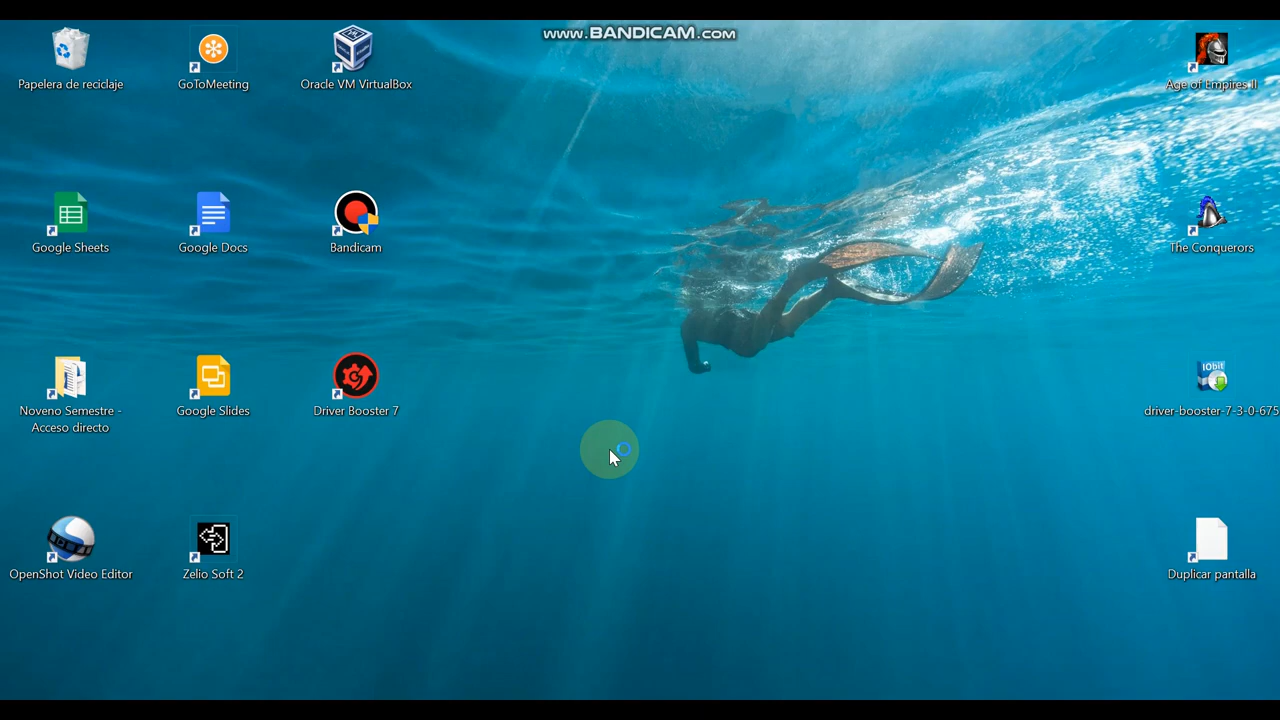 www.BANDICAM.com
Papelera de reciclaje
GoToMeeting
Oracle VM VirtualBox
Age of Empires II
Google Sheets
Google Docs
Bandicam
The Conquerors
Noveno Semestre -
Acceso directo
Google Slides
Driver Booster 7
IObit
driver-booster-7-3-0-675
OpenShot Video Editor
Zelio Soft 2
Duplicar pantalla